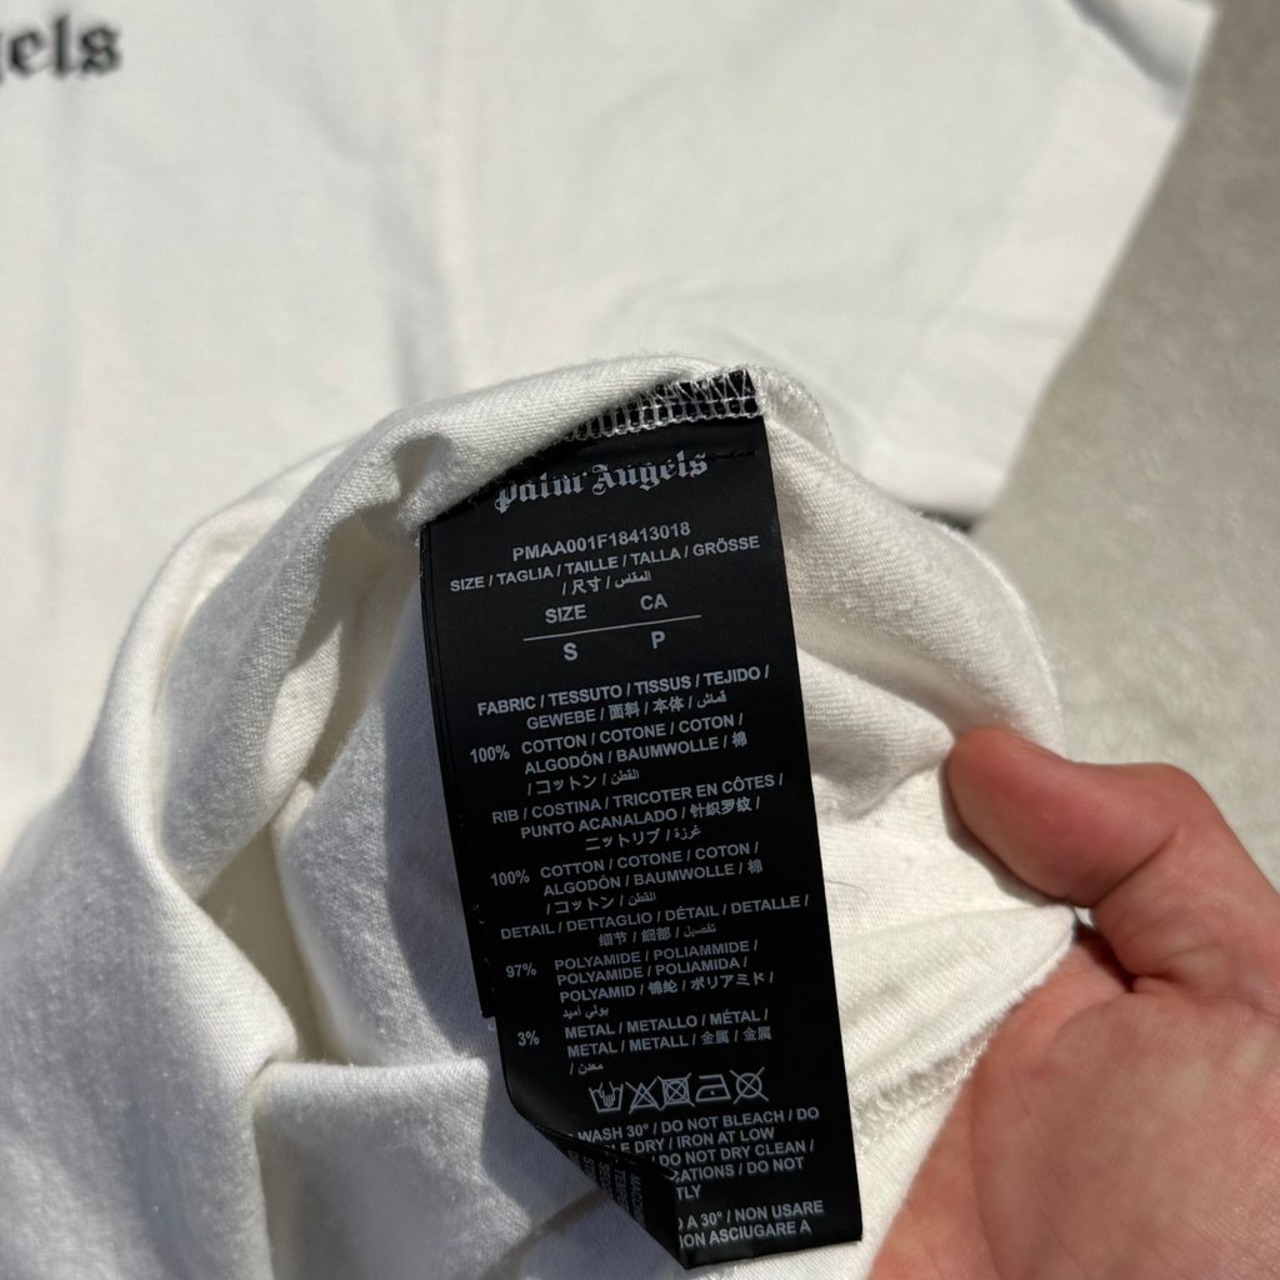 gels
Palm Angels
PMAA001F18413018
SIZE / TAGLIA / TAILLE / TALLA / GRÖSSE
/ 尺寸 / المقاس
SIZE CA
S P
FABRIC / TESSUTO / TISSUS / TEJIDO /
GEWEBE / 面料 / 本体 / قماش
100% COTTON / COTONE / COTON /
ALGODÓN / BAUMWOLLE / 棉
/ コットン / القطن
RIB / COSTINA / TRICOTER EN CÔTES /
PUNTO ACANALADO / 针织罗纹 /
ニットリブ / غرزة
100% COTTON / COTONE / COTON /
ALGODÓN / BAUMWOLLE / 棉
/ コットン / القطن
DETAIL / DETTAGLIO / DÉTAIL / DETALLE /
细节 / 細部 / تفصيل
97% POLYAMIDE / POLIAMMIDE /
POLYAMIDE / POLIAMIDA /
POLYAMID / 锦纶 / ポリアミド /
بولي أميد
3% METAL / METALLO / MÉTAL /
METAL / METALL / 金属 / 金属
/ معدن
WASH 30° / DO NOT BLEACH / DO
LE DRY / IRON AT LOW
/ DO NOT DRY CLEAN /
CATIONS / DO NOT
TLY
A 30° / NON USARE
ON ASCIUGARE A